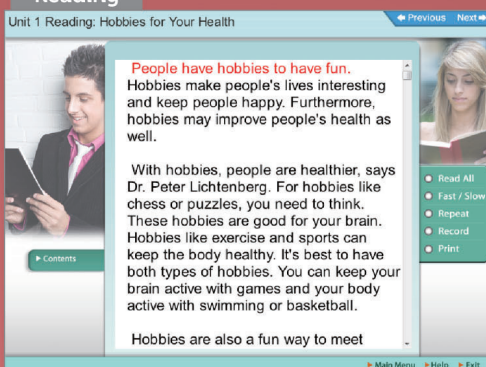 Reading
Unit 1 Reading: Hobbies for Your Health
Previous Next
People have hobbies to have fun.
Hobbies make people's lives interesting
and keep people happy. Furthermore,
hobbies may improve people's health as
well.
With hobbies, people are healthier, says
Dr. Peter Lichtenberg. For hobbies like
chess or puzzles, you need to think.
These hobbies are good for your brain.
Hobbies like exercise and sports can
keep the body healthy. It's best to have
both types of hobbies. You can keep your
brain active with games and your body
active with swimming or basketball.
Hobbies are also a fun way to meet
Contents
Read All
Fast / Slow
Repeat
Record
Print
Main Menu Help Exit